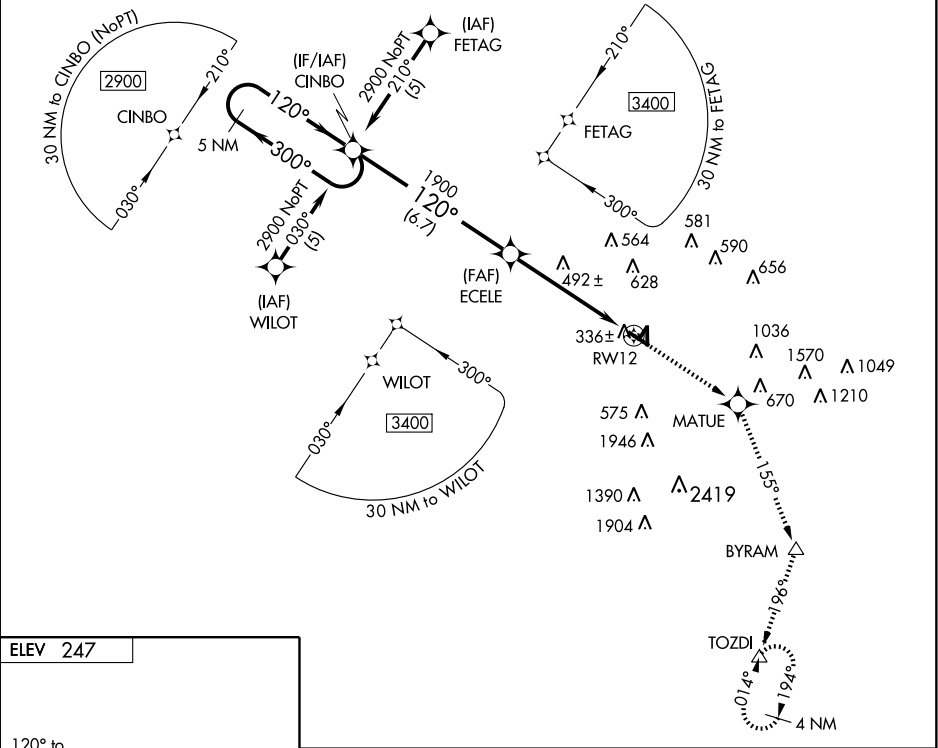 30 NM to CINBO (NoPT)
2900
210°
CINBO
030°
(IF/IAF)
CINBO
(IAF)
FETAG
2900 NoPT
210°
(5)
120°
5 NM
300°
2900 NoPT
030°
(5)
(IAF)
WILOT
1900
120°
(6.7)
(FAF)
ECELE
210°
3400
FETAG
300°
30 NM to FETAG
564
581
590
656
492 ±
628
336±
RW12
1036
1570
1049
670
1210
MATUE
575
1946
1390
2419
1904
WILOT
300°
030°
3400
30 NM to WILOT
155°
BYRAM
196°
TOZDI
014°
194°
4 NM
ELEV 247
120° to